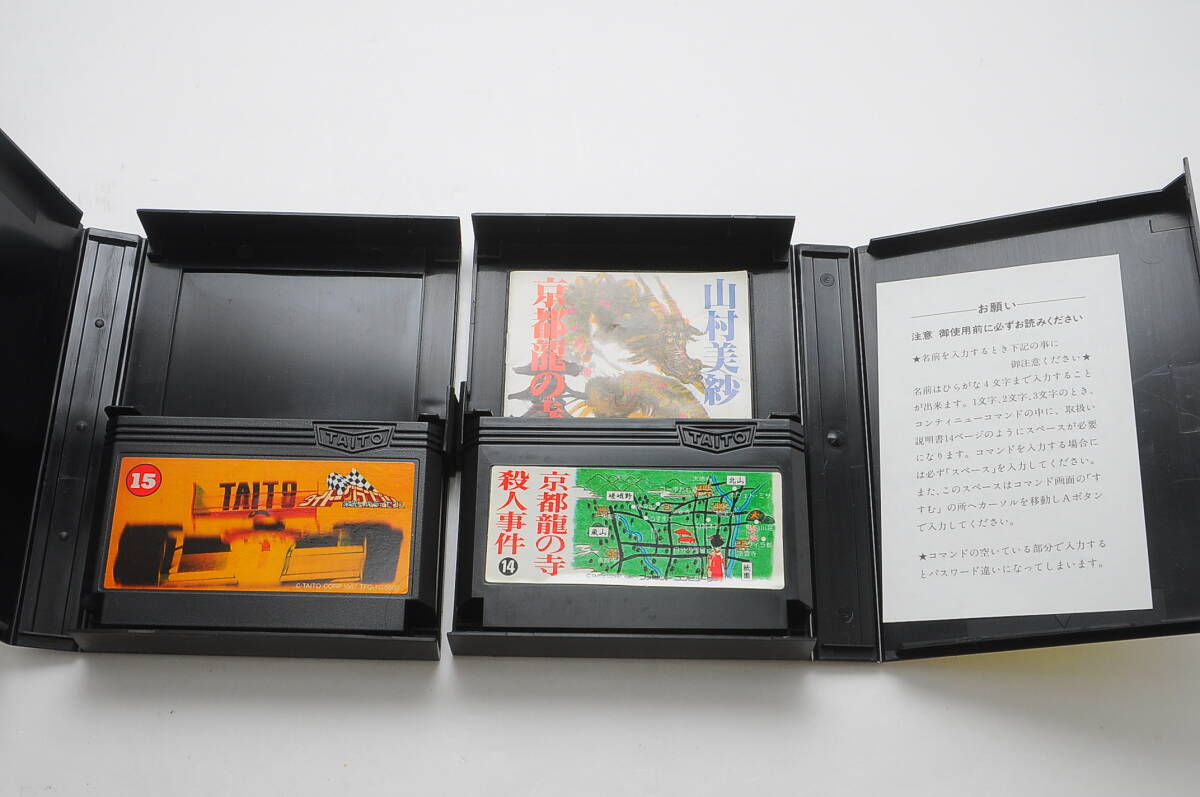 TAITO
15
TAITO
タイトーグランプリ
栄光へのライセンス
© TAITO CORP. 1987
山村美紗
京都龍の寺
TAITO
京都龍の寺
殺人事件
14
嵯峨野
北山
嵐山
祇園
お願い
注意 御使用前に必ずお読みください
★名前を入力するとき下記の事に
御注意ください★
名前はひらがな4文字まで入力すること
が出来ます。1文字、2文字、3文字のとき、
コンティニューコマンドの中に、取扱い
説明書14ページのようにスペースが必要
になります。コマンドを入力する場合に
は必ず「スペース」を入力してください。
また、このスペースはコマンド画面の「す
すむ」の所へカーソルを移動しAボタン
で入力してください。
★コマンドの空いている部分で入力する
とパスワード違いになってしまいます。